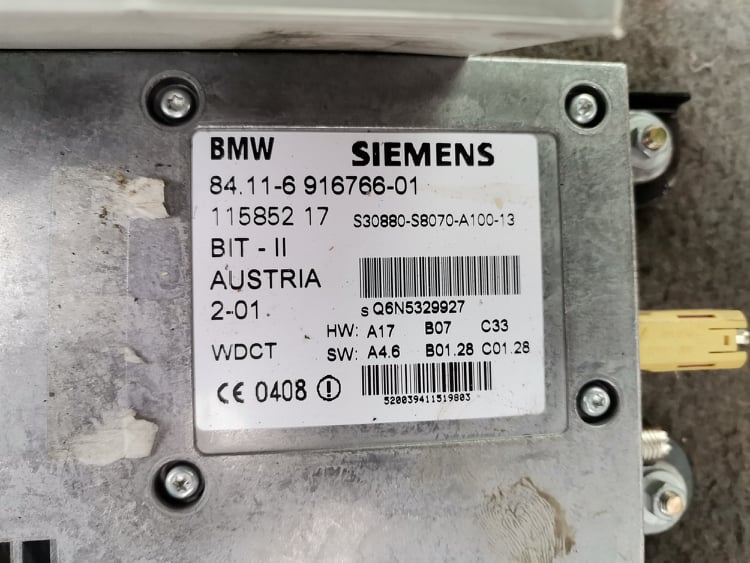 BMW SIEMENS
84.11-6 916766-01
115852 17 S30880-S8070-A100-13
BIT - II
AUSTRIA
2-01 s Q6N5329927
HW: A17 B07 C33
WDCT SW: A4.6 B01.28 C01.28
CE 0408
520039411519803